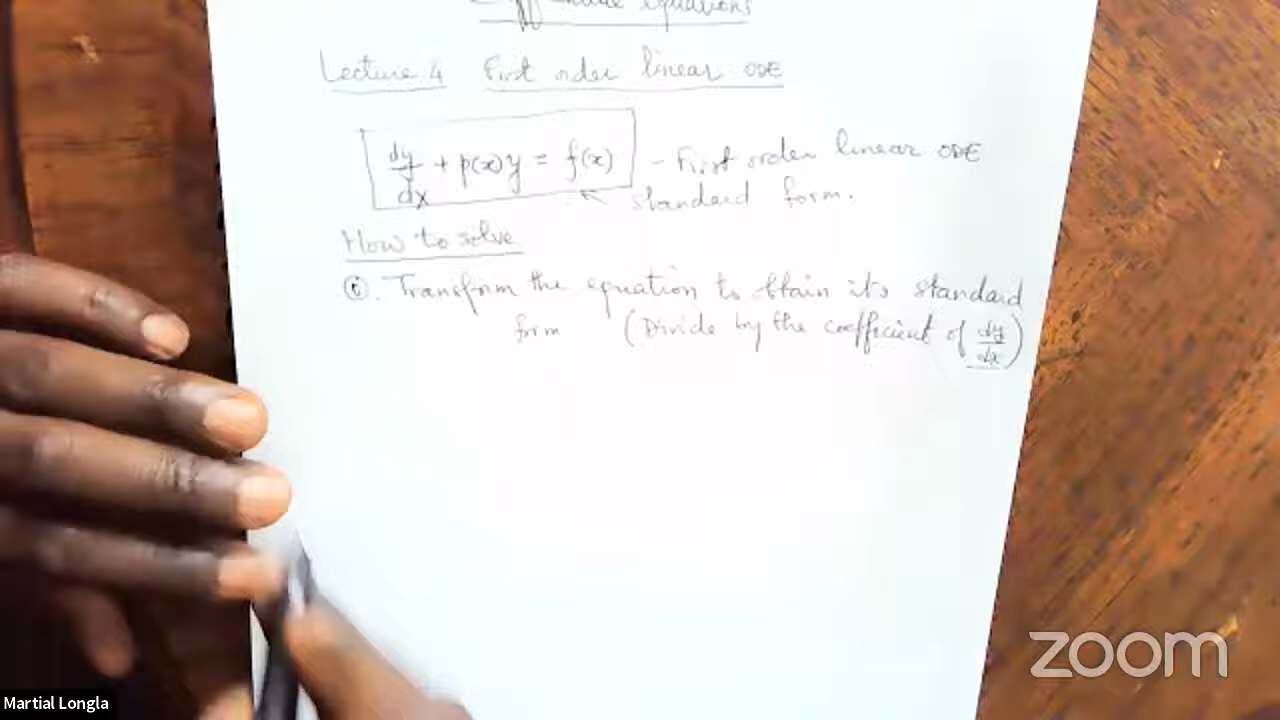 equations
Lecture 4 First order linear ODE
dy/dx + p(x)y = f(x) - First order linear ODE
standard form.
How to solve
Transform the equation to obtain its standard
form (Divide by the coefficient of dy/dx)
zoom
Martial Longla